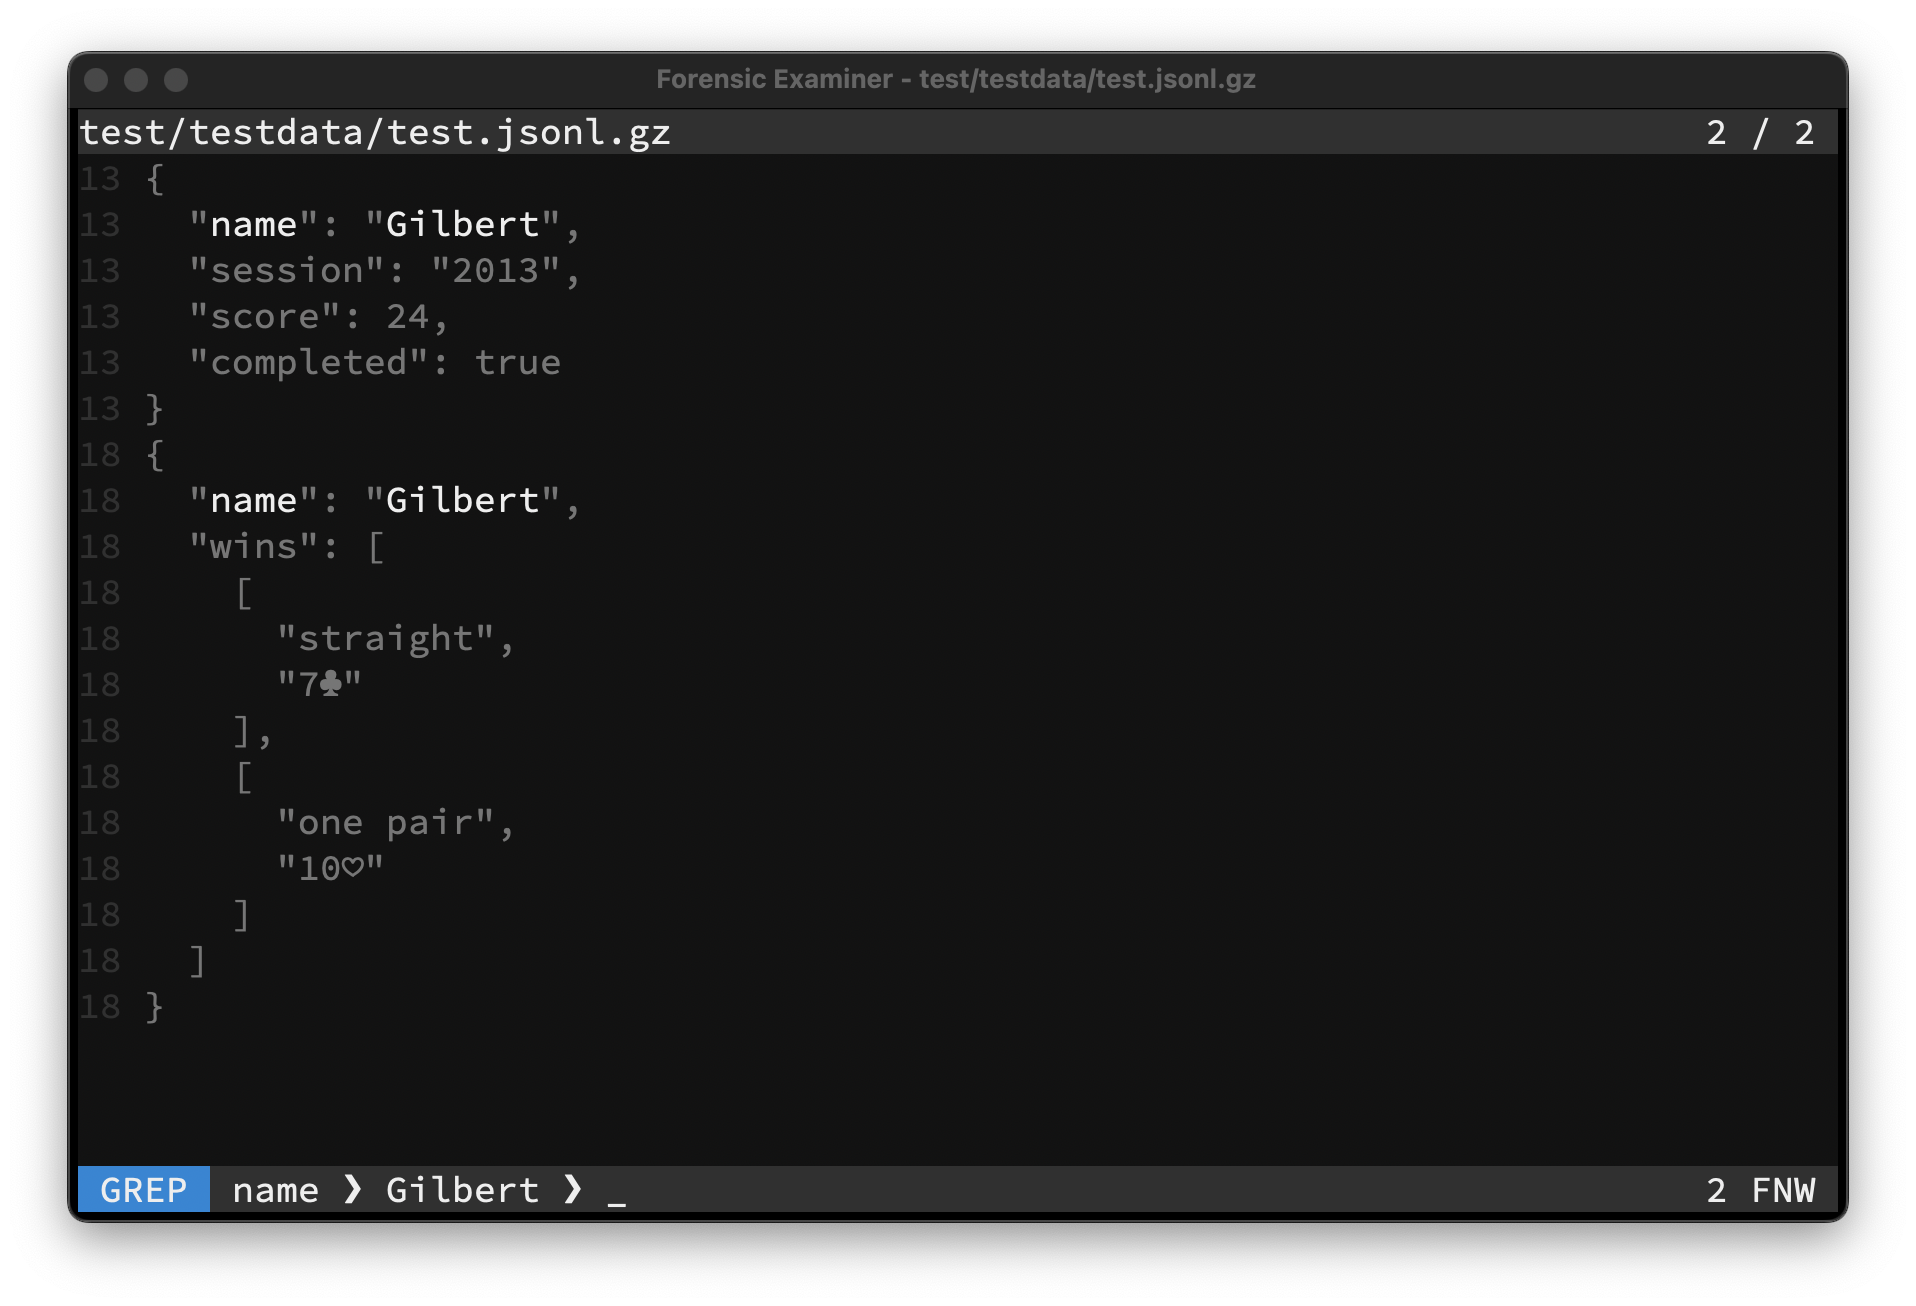 Forensic Examiner - test/testdata/test.jsonl.gz
test/testdata/test.jsonl.gz 2 / 2
13 {
13   "name": "Gilbert",
13   "session": "2013",
13   "score": 24,
13   "completed": true
13 }
18 {
18   "name": "Gilbert",
18   "wins": [
18     [
18       "straight",
18       "7♣"
18     ],
18     [
18       "one pair",
18       "10♡"
18     ]
18   ]
18 }
GREP name ❯ Gilbert ❯ _ 2 FNW